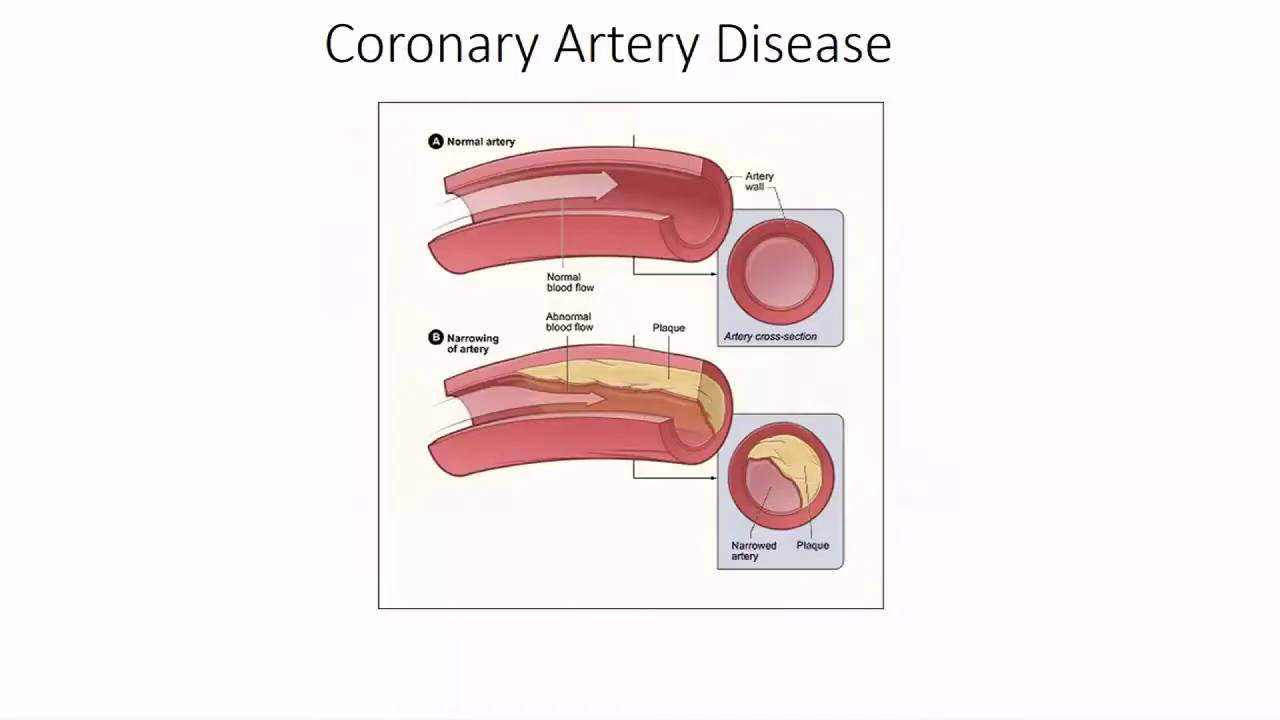 Coronary Artery Disease
A Normal artery
Artery
wall
Normal
blood flow
Artery cross-section
Abnormal
blood flow
Plaque
B Narrowing
of artery
Narrowed
artery
Plaque